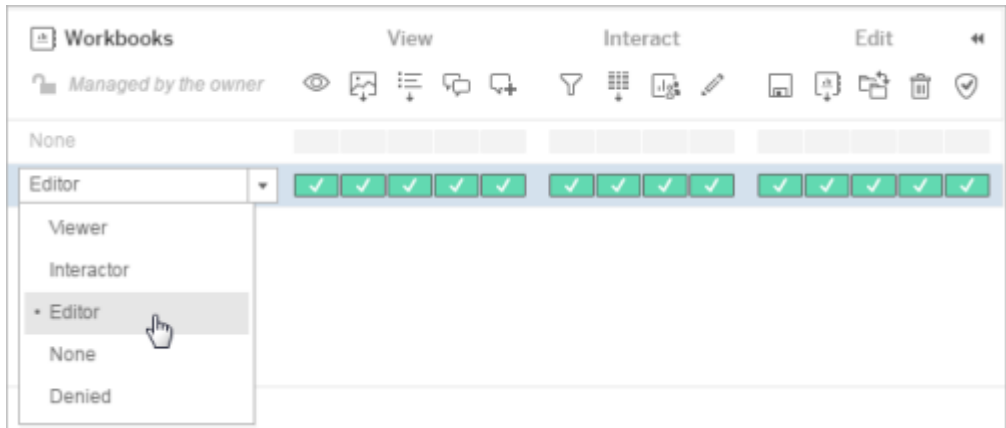 Workbooks View Interact Edit
Managed by the owner
None
Editor
Viewer
Interactor
• Editor
None
Denied